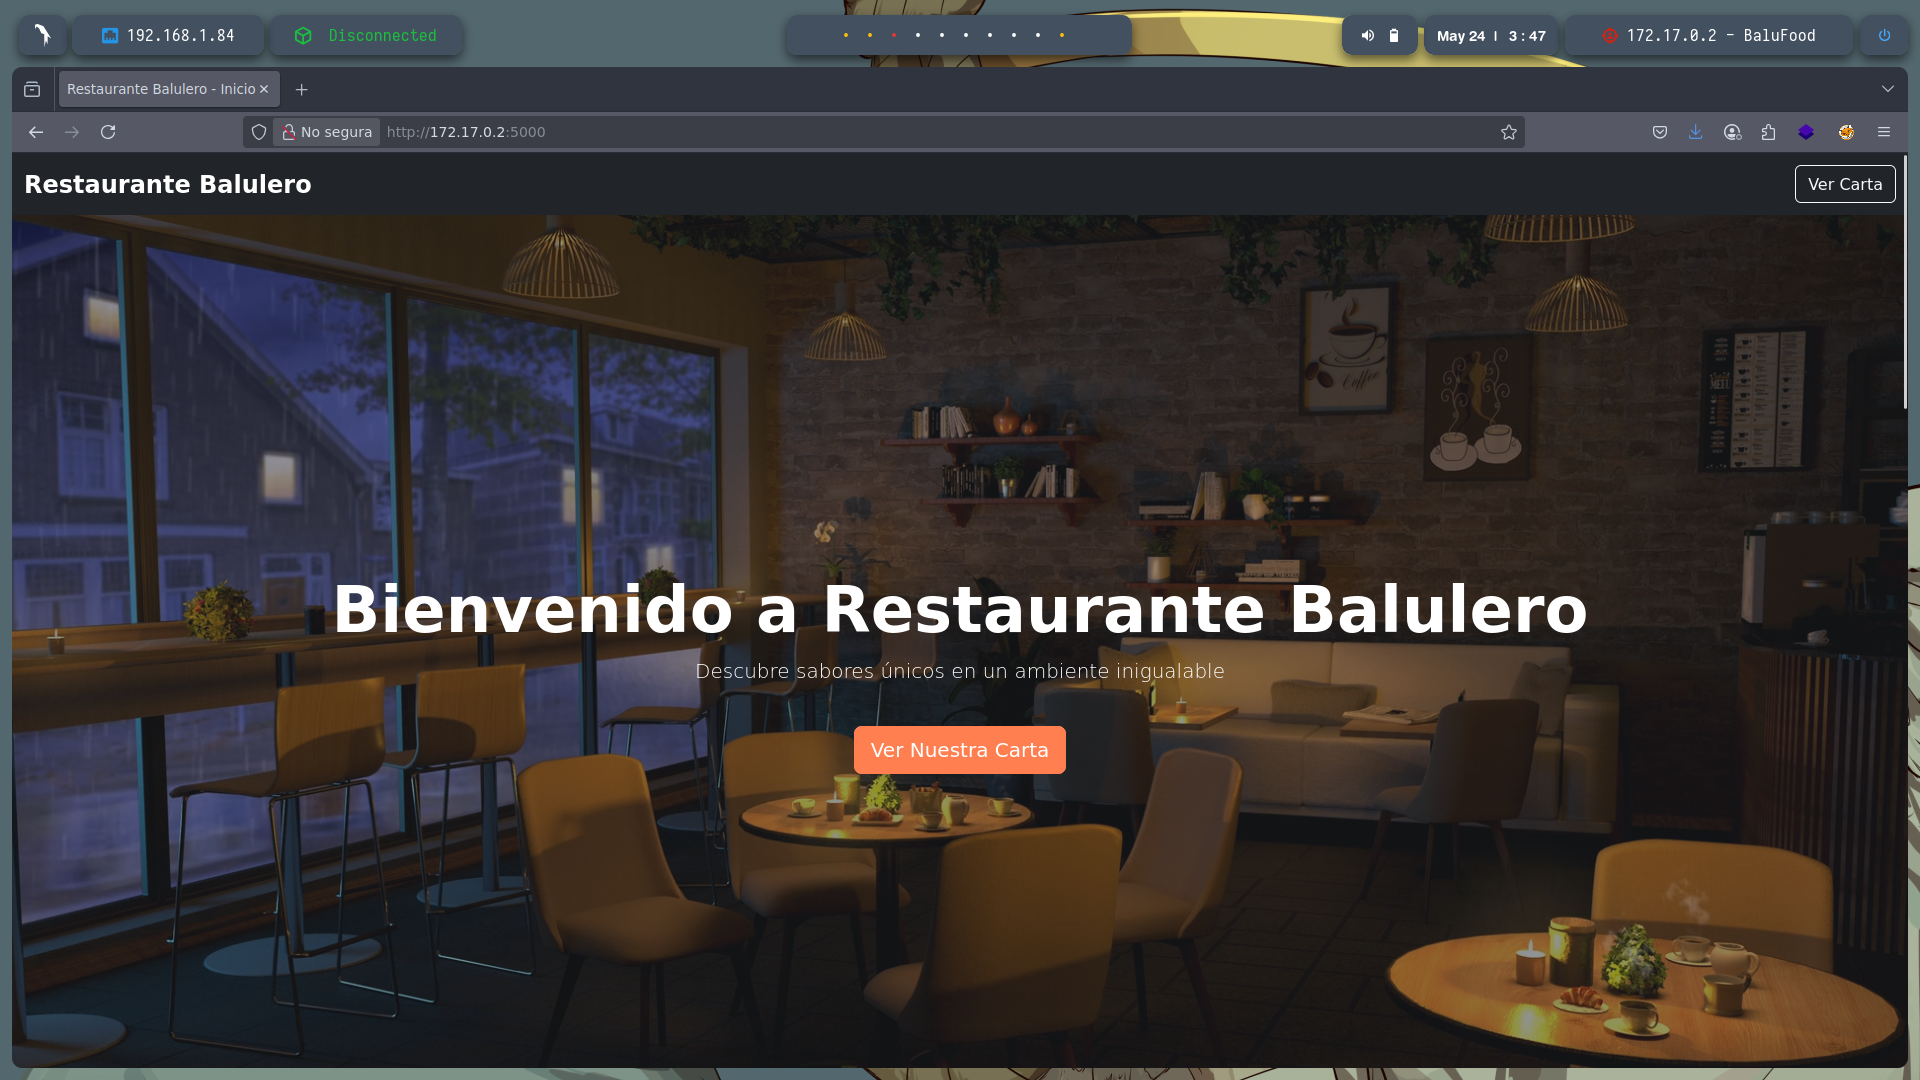 192.168.1.84
Disconnected
May 24 | 3:47
172.17.0.2 - BaluFood
Restaurante Balulero - Inicio
No segura
http://172.17.0.2:5000
Restaurante Balulero
Ver Carta
Coffee
Bienvenido a Restaurante Balulero
Descubre sabores únicos en un ambiente inigualable
Ver Nuestra Carta